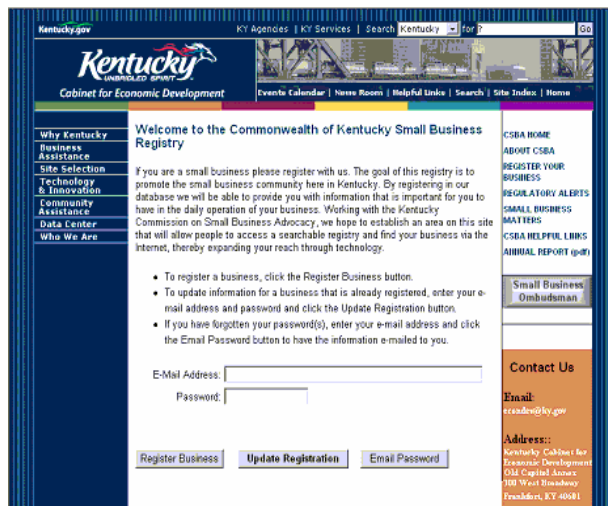 Kentucky.gov
KY Agencies | KY Services | Search Kentucky for ? Go
Kentucky
UNBRIDLED SPIRIT
Cabinet for Economic Development
Events Calendar | News Room | Helpful Links | Search | Site Index | Home
Why Kentucky
Business
Assistance
Site Selection
Technology
& Innovation
Community
Assistance
Data Center
Who We Are
Welcome to the Commonwealth of Kentucky Small Business
Registry
If you are a small business please register with us. The goal of this registry is to
promote the small business community here in Kentucky. By registering in our
database we will be able to provide you with information that is important for you to
have in the daily operation of your business. Working with the Kentucky
Commission on Small Business Advocacy, we hope to establish an area on this site
that will allow people to access a searchable registry and find your business via the
Internet, thereby expanding your reach through technology.
• To register a business, click the Register Business button.
• To update information for a business that is already registered, enter your e-
mail address and password and click the Update Registration button.
• If you have forgotten your password(s), enter your e-mail address and click
the Email Password button to have the information e-mailed to you.
E-Mail Address:
Password:
Register Business Update Registration Email Password
CSBA HOME
ABOUT CSBA
REGISTER YOUR
BUSINESS
REGULATORY ALERTS
SMALL BUSINESS
MATTERS
CSBA HELPFUL LINKS
ANNUAL REPORT (pdf)
Small Business
Ombudsman
Contact Us
Email:
Address::
Kentucky Cabinet for
Economic Development
Old Capitol Annex
300 West Broadway
Frankfort, KY 40601